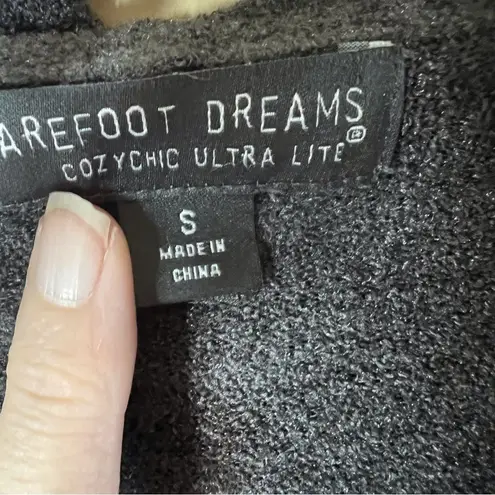 AREFOOT DREAMS
COZYCHIC ULTRA LITE®
S
MADE IN
CHINA